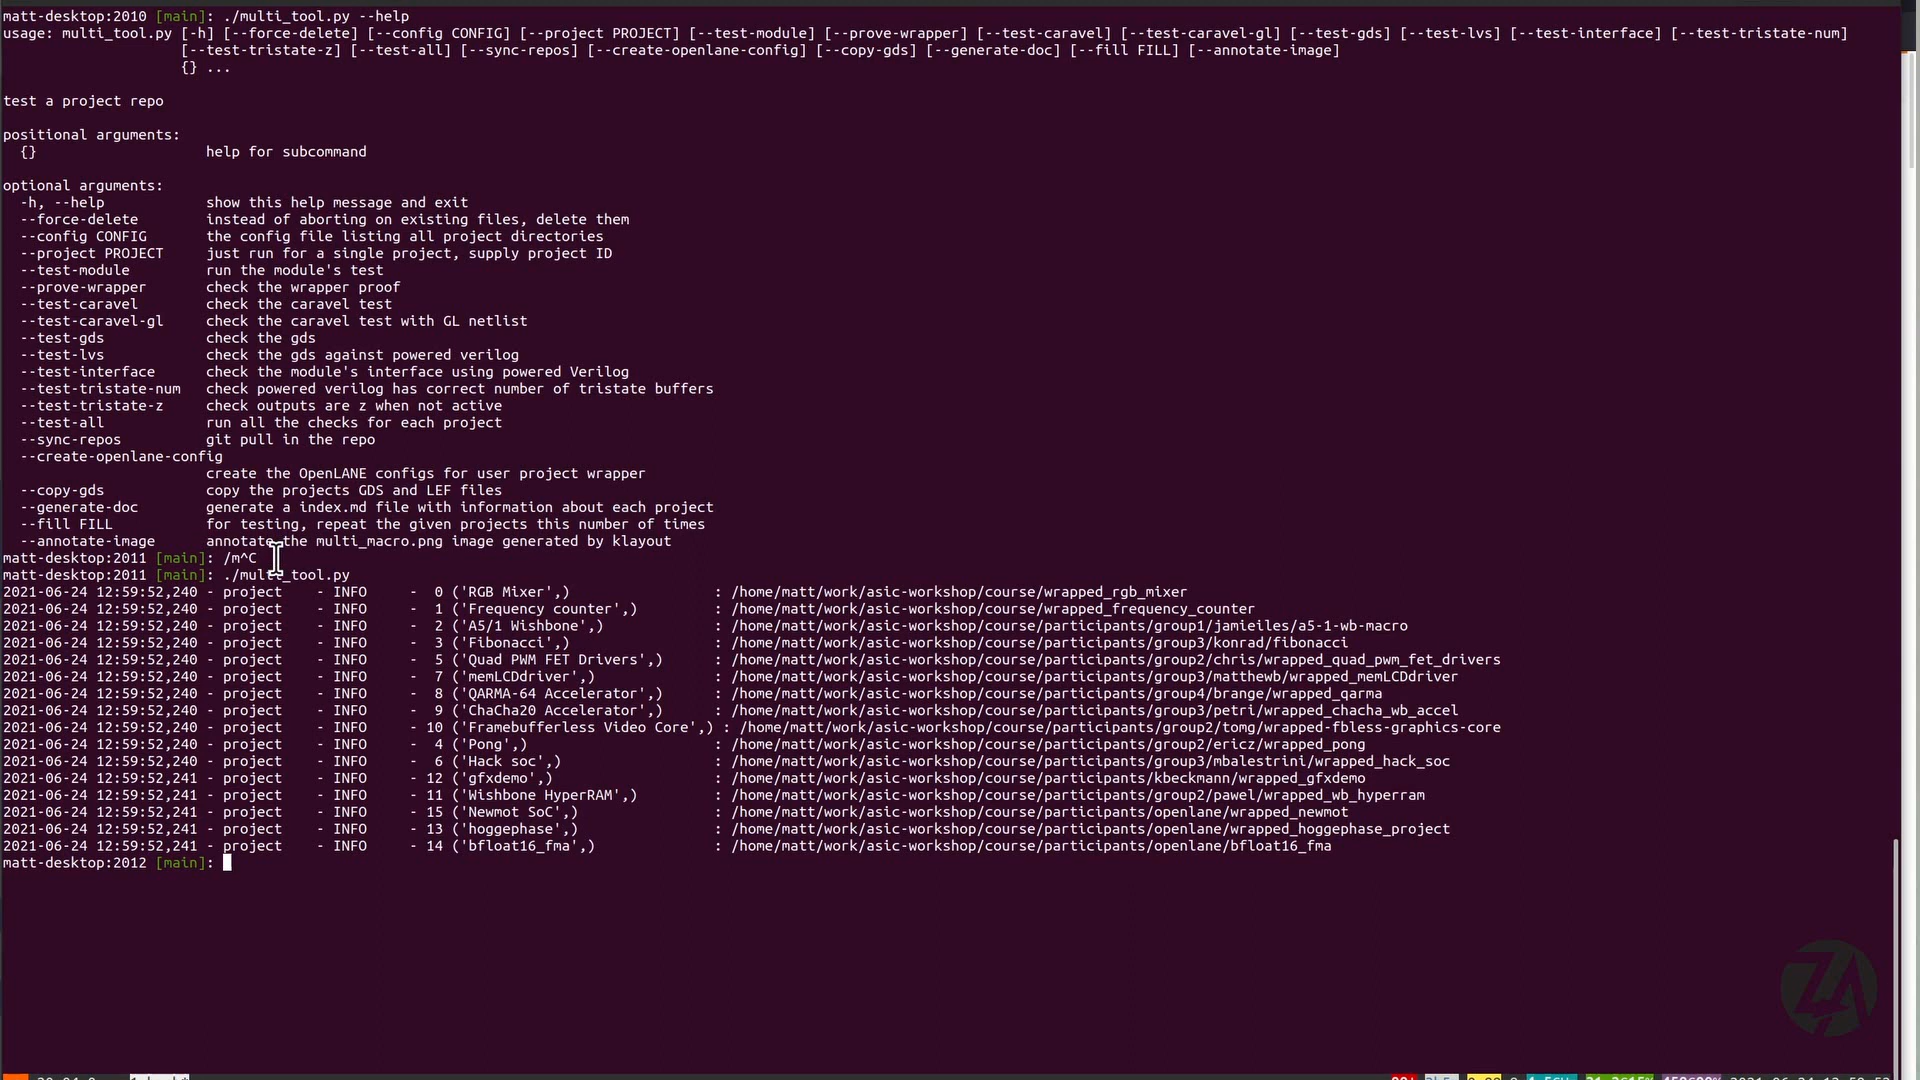 matt-desktop:2010 [main]: ./multi_tool.py --help
usage: multi_tool.py [-h] [--force-delete] [--config CONFIG] [--project PROJECT] [--test-module] [--prove-wrapper] [--test-caravel] [--test-caravel-gl] [--test-gds] [--test-lvs] [--test-interface] [--test-tristate-num]
[--test-tristate-z] [--test-all] [--sync-repos] [--create-openlane-config] [--copy-gds] [--generate-doc] [--fill FILL] [--annotate-image]
{} ...
test a project repo
positional arguments:
{} help for subcommand
optional arguments:
-h, --help show this help message and exit
--force-delete instead of aborting on existing files, delete them
--config CONFIG the config file listing all project directories
--project PROJECT just run for a single project, supply project ID
--test-module run the module's test
--prove-wrapper check the wrapper proof
--test-caravel check the caravel test
--test-caravel-gl check the caravel test with GL netlist
--test-gds check the gds
--test-lvs check the gds against powered verilog
--test-interface check the module's interface using powered Verilog
--test-tristate-num check powered verilog has correct number of tristate buffers
--test-tristate-z check outputs are z when not active
--test-all run all the checks for each project
--sync-repos git pull in the repo
--create-openlane-config
create the OpenLANE configs for user project wrapper
--copy-gds copy the projects GDS and LEF files
--generate-doc generate a index.md file with information about each project
--fill FILL for testing, repeat the given projects this number of times
--annotate-image annotate the multi_macro.png image generated by klayout
matt-desktop:2011 [main]: /m^C
matt-desktop:2011 [main]: ./multi_tool.py
2021-06-24 12:59:52,240 - project - INFO - 0 ('RGB Mixer',) : /home/matt/work/asic-workshop/course/wrapped_rgb_mixer
2021-06-24 12:59:52,240 - project - INFO - 1 ('Frequency counter',) : /home/matt/work/asic-workshop/course/wrapped_frequency_counter
2021-06-24 12:59:52,240 - project - INFO - 2 ('A5/1 Wishbone',) : /home/matt/work/asic-workshop/course/participants/group1/jamieiles/a5-1-wb-macro
2021-06-24 12:59:52,240 - project - INFO - 3 ('Fibonacci',) : /home/matt/work/asic-workshop/course/participants/group3/konrad/fibonacci
2021-06-24 12:59:52,240 - project - INFO - 5 ('Quad PWM FET Drivers',) : /home/matt/work/asic-workshop/course/participants/group2/chris/wrapped_quad_pwm_fet_drivers
2021-06-24 12:59:52,240 - project - INFO - 7 ('memLCDdriver',) : /home/matt/work/asic-workshop/course/participants/group3/matthewb/wrapped_memLCDdriver
2021-06-24 12:59:52,240 - project - INFO - 8 ('QARMA-64 Accelerator',) : /home/matt/work/asic-workshop/course/participants/group4/brange/wrapped_qarma
2021-06-24 12:59:52,240 - project - INFO - 9 ('ChaCha20 Accelerator',) : /home/matt/work/asic-workshop/course/participants/group3/petri/wrapped_chacha_wb_accel
2021-06-24 12:59:52,240 - project - INFO - 10 ('Framebufferless Video Core',) : /home/matt/work/asic-workshop/course/participants/group2/tomg/wrapped-fbless-graphics-core
2021-06-24 12:59:52,240 - project - INFO - 4 ('Pong',) : /home/matt/work/asic-workshop/course/participants/group2/ericz/wrapped_pong
2021-06-24 12:59:52,240 - project - INFO - 6 ('Hack soc',) : /home/matt/work/asic-workshop/course/participants/group3/mbalestrini/wrapped_hack_soc
2021-06-24 12:59:52,241 - project - INFO - 12 ('gfxdemo',) : /home/matt/work/asic-workshop/course/participants/kbeckmann/wrapped_gfxdemo
2021-06-24 12:59:52,241 - project - INFO - 11 ('Wishbone HyperRAM',) : /home/matt/work/asic-workshop/course/participants/group2/pawel/wrapped_wb_hyperram
2021-06-24 12:59:52,241 - project - INFO - 15 ('Newmot SoC',) : /home/matt/work/asic-workshop/course/participants/openlane/wrapped_newmot
2021-06-24 12:59:52,241 - project - INFO - 13 ('hoggephase',) : /home/matt/work/asic-workshop/course/participants/openlane/wrapped_hoggephase_project
2021-06-24 12:59:52,241 - project - INFO - 14 ('bfloat16_fma',) : /home/matt/work/asic-workshop/course/participants/openlane/bfloat16_fma
matt-desktop:2012 [main]: